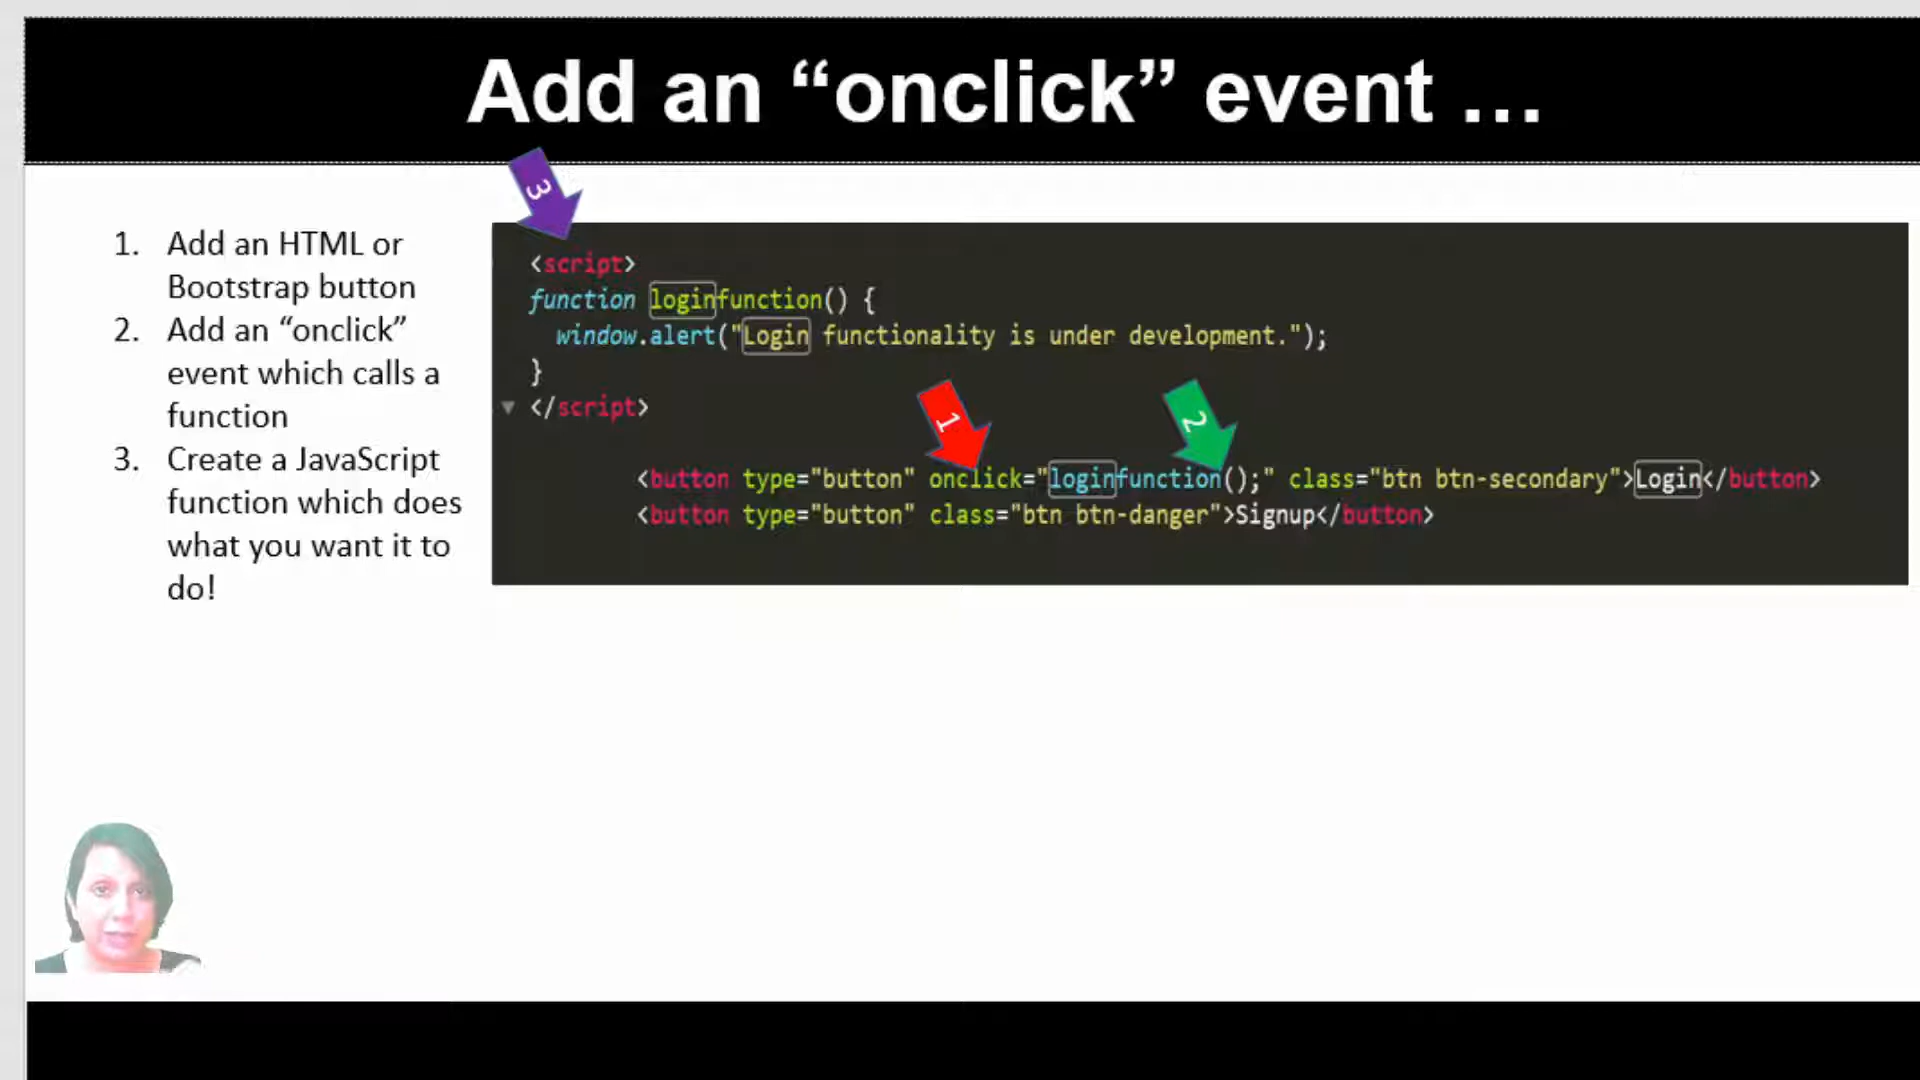 Add an “onclick” event ...
1. Add an HTML or
Bootstrap button
2. Add an “onclick”
event which calls a
function
3. Create a JavaScript
function which does
what you want it to
do!
3
<script>
function loginfunction() {
window.alert("Login functionality is under development.");
}
</script>
1
2
<button type="button" onclick="loginfunction();" class="btn btn-secondary">Login</button>
<button type="button" class="btn btn-danger">Signup</button>